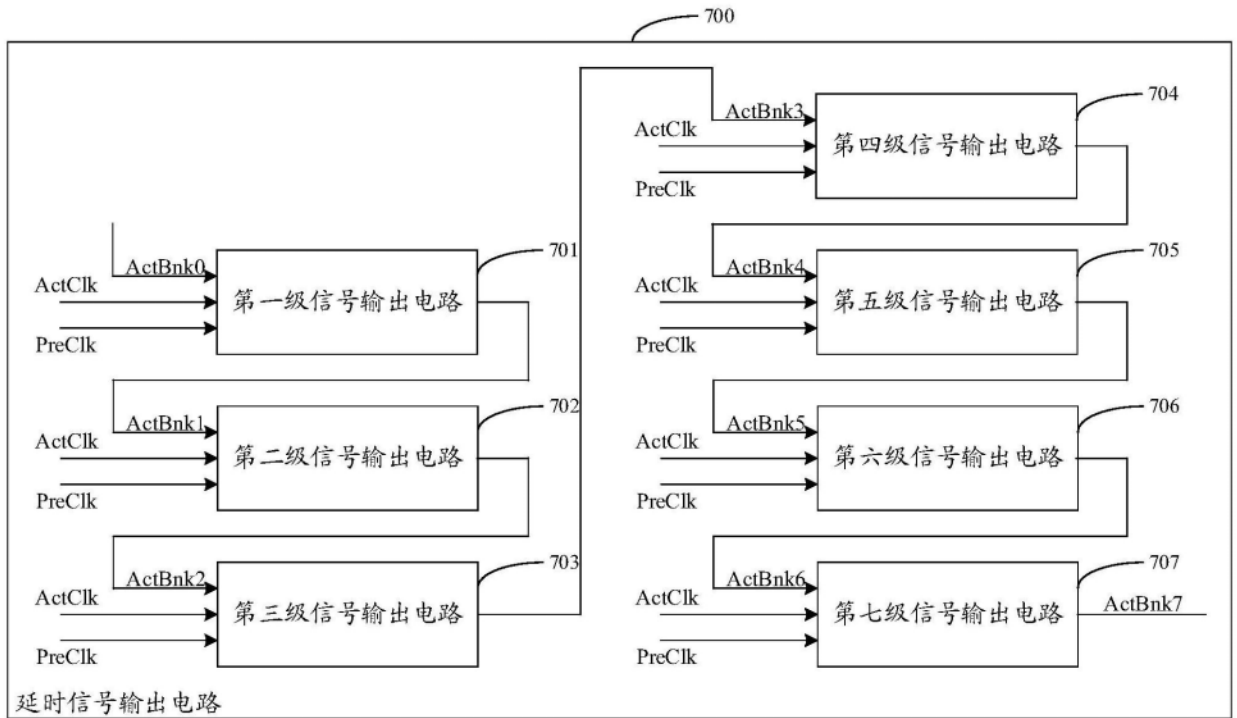 700
ActBnk0
ActClk
PreClk
第一级信号输出电路
701
ActBnk1
ActClk
PreClk
第二级信号输出电路
702
ActBnk2
ActClk
PreClk
第三级信号输出电路
703
ActBnk3
ActClk
PreClk
第四级信号输出电路
704
ActBnk4
ActClk
PreClk
第五级信号输出电路
705
ActBnk5
ActClk
PreClk
第六级信号输出电路
706
ActBnk6
ActClk
PreClk
第七级信号输出电路
707
ActBnk7
延时信号输出电路